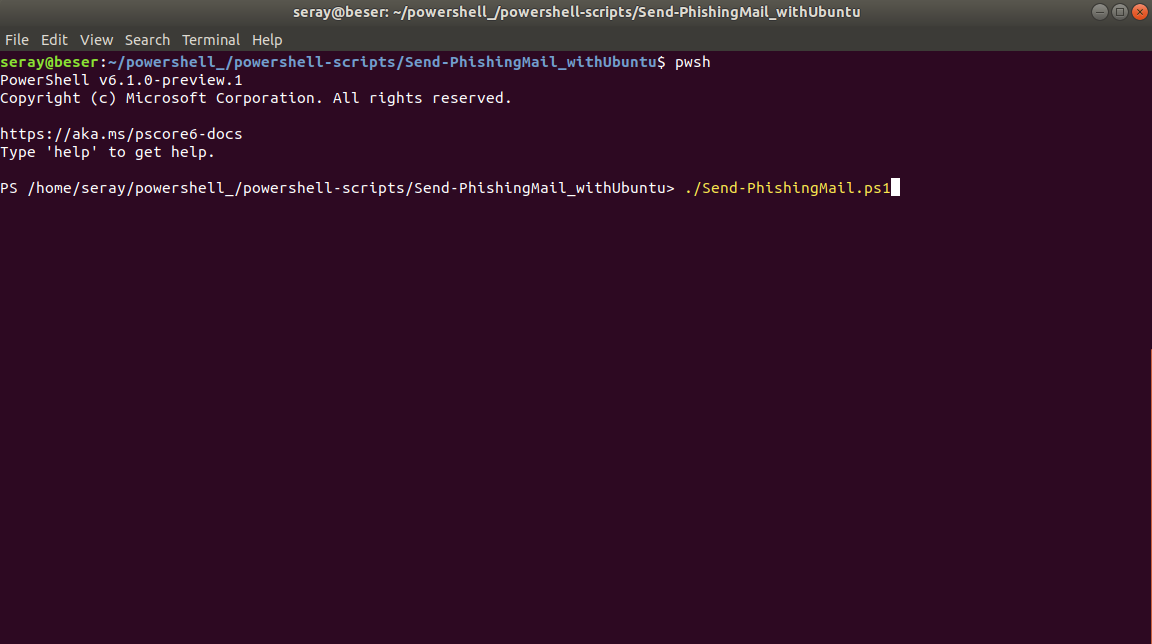 seray@beser: ~/powershell_/powershell-scripts/Send-PhishingMail_withUbuntu
File Edit View Search Terminal Help
seray@beser:~/powershell_/powershell-scripts/Send-PhishingMail_withUbuntu$ pwsh
PowerShell v6.1.0-preview.1
Copyright (c) Microsoft Corporation. All rights reserved.
https://aka.ms/pscore6-docs
Type 'help' to get help.
PS /home/seray/powershell_/powershell-scripts/Send-PhishingMail_withUbuntu> ./Send-PhishingMail.ps1